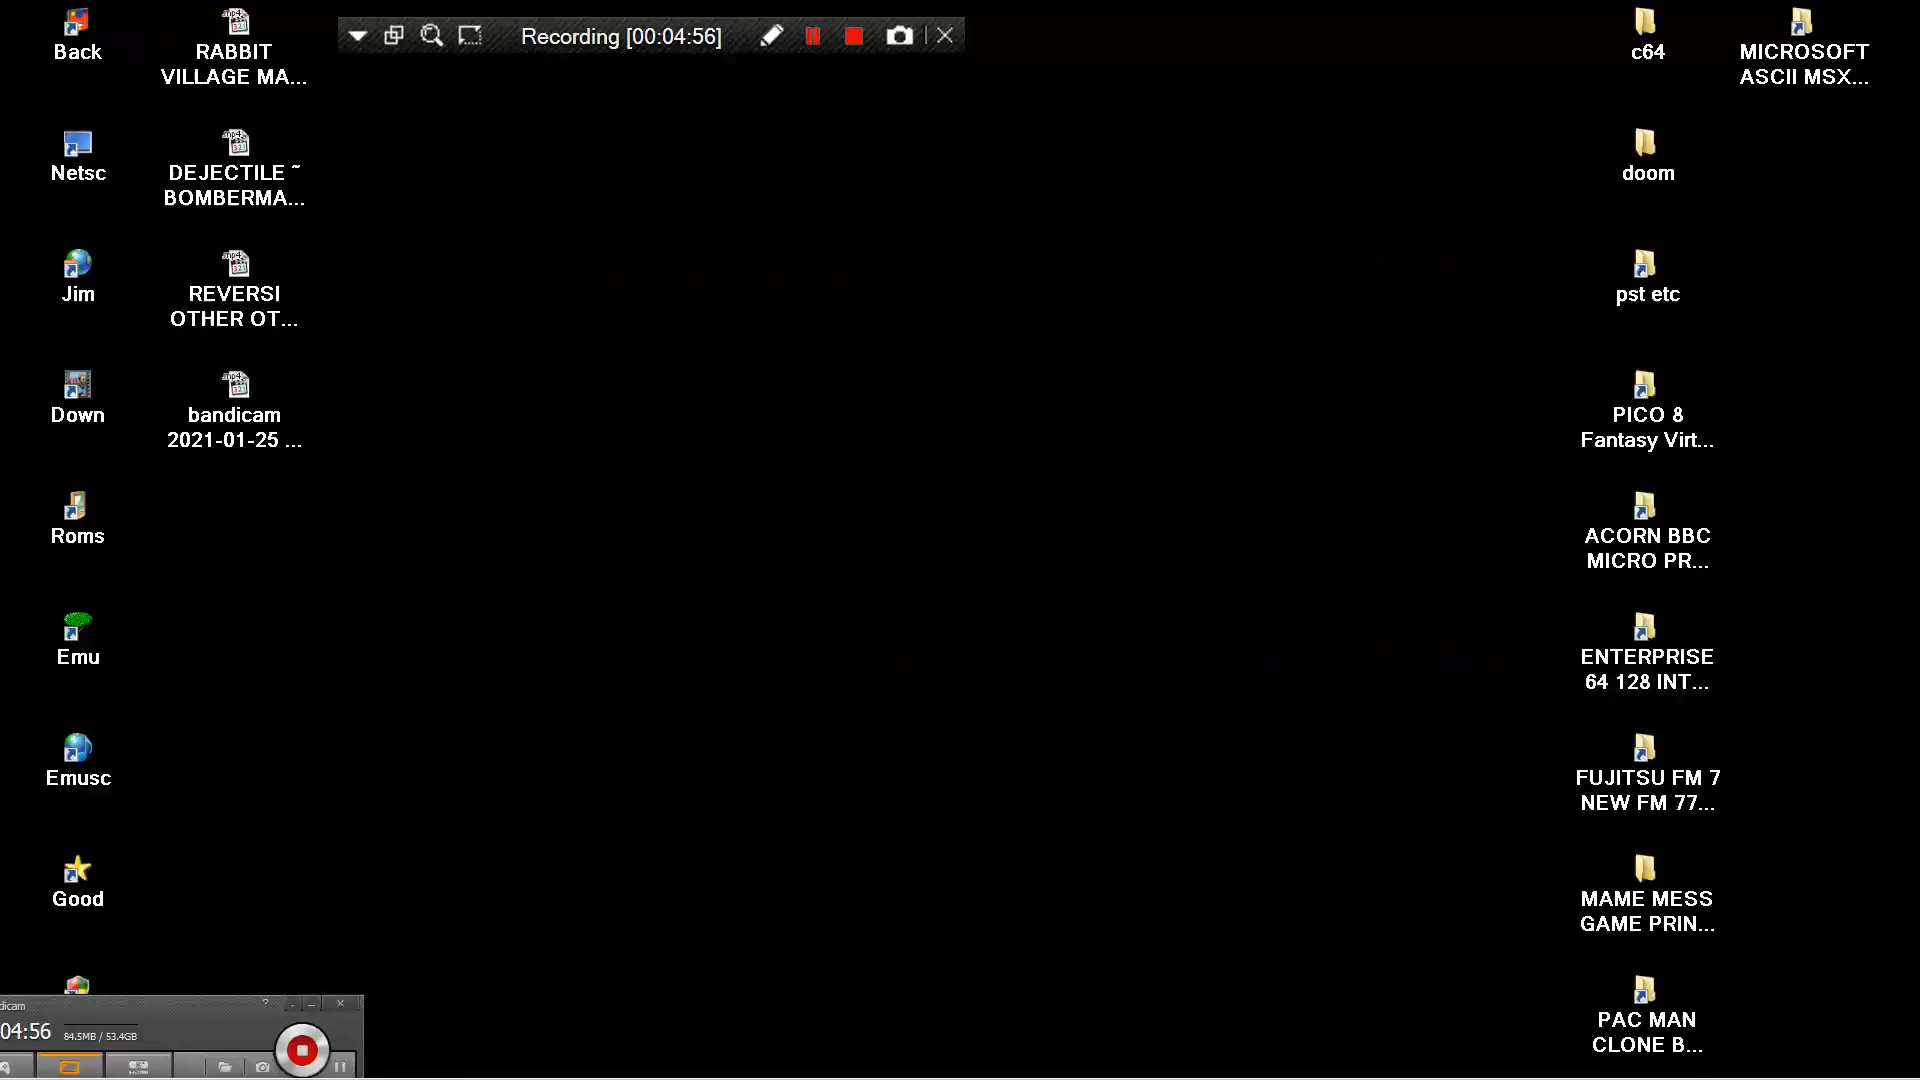 Back
RABBIT
VILLAGE MA...
Recording [00:04:56]
c64
MICROSOFT
ASCII MSX...
Netsc
DEJECTILE ~
BOMBERMA...
doom
Jim
REVERSI
OTHER OT...
pst etc
Down
bandicam
2021-01-25 ...
PICO 8
Fantasy Virt...
Roms
ACORN BBC
MICRO PR...
Emu
ENTERPRISE
64 128 INT...
Emusc
FUJITSU FM 7
NEW FM 77...
Good
MAME MESS
GAME PRIN...
PAC MAN
CLONE B...
dicam
?
04:56
84.5MB / 53.4GB